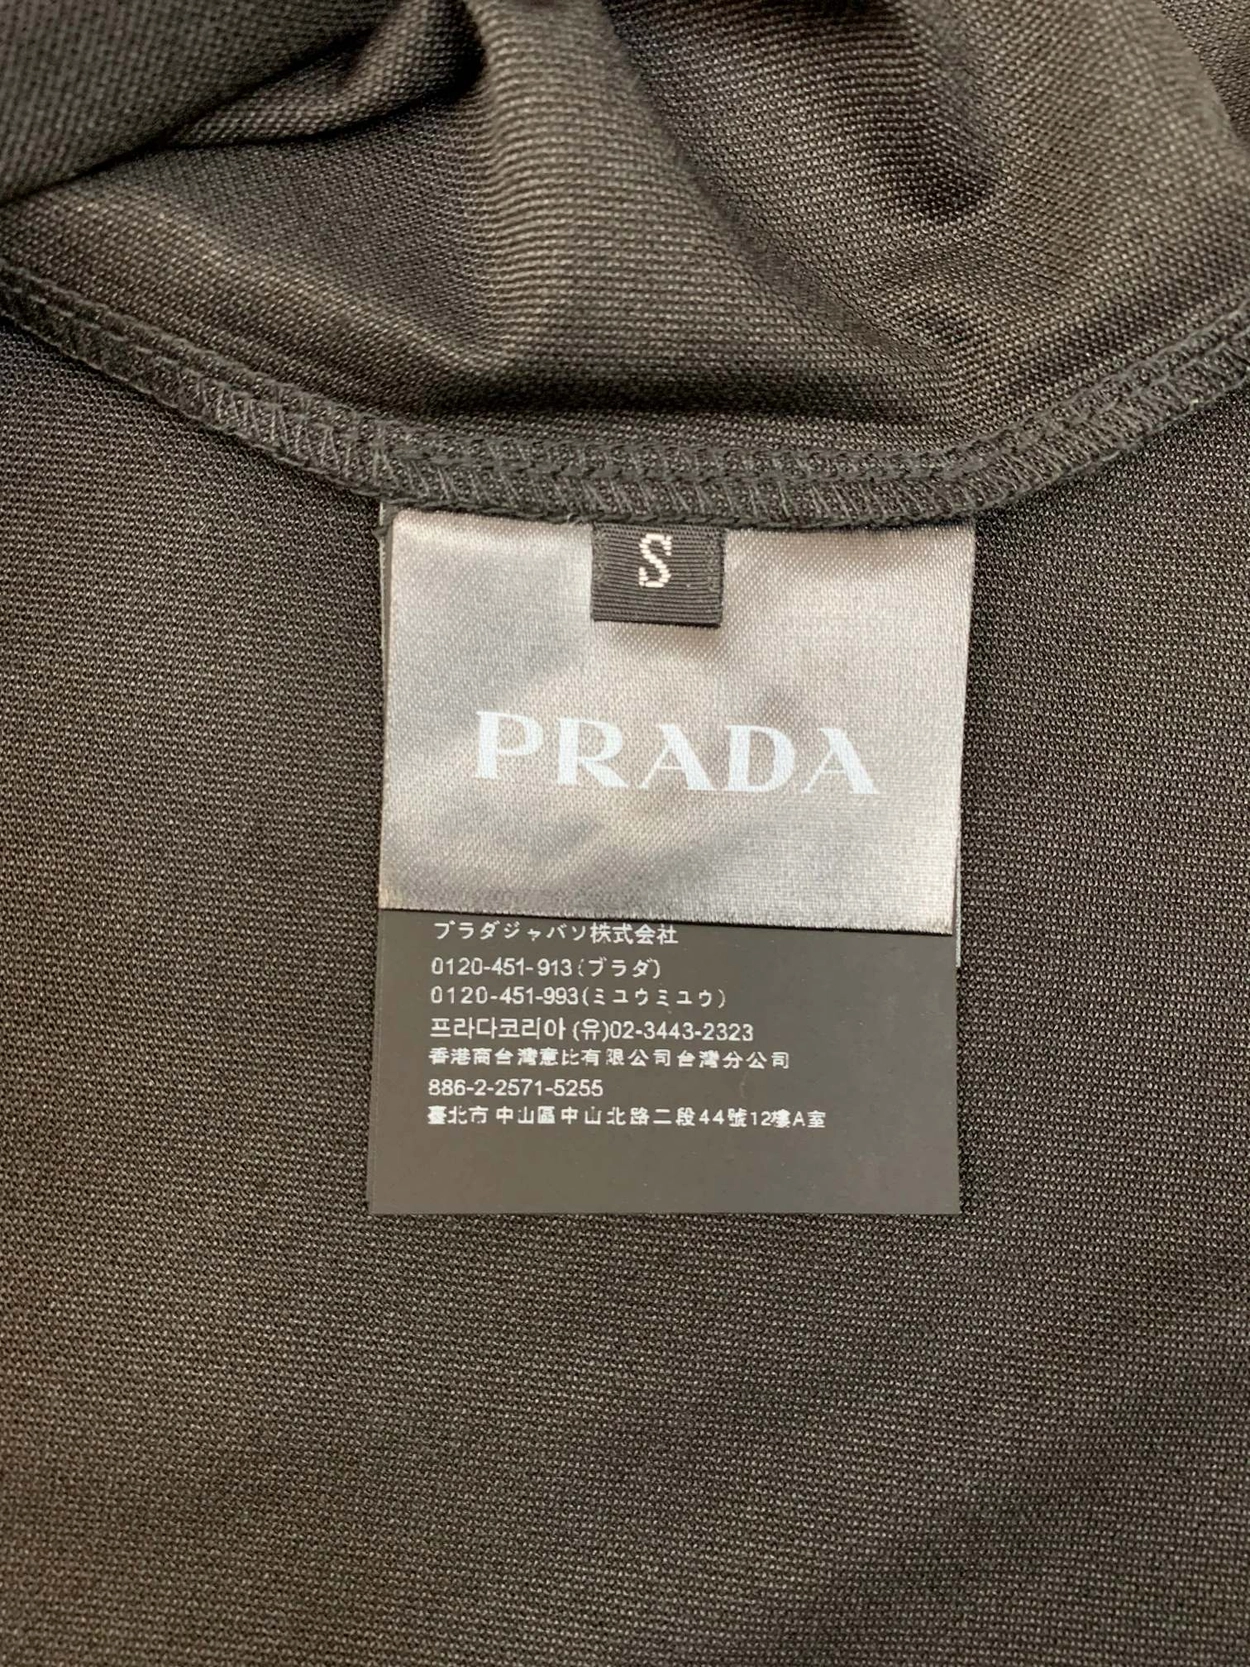 S
PRADA
プラダジャパソ株式会社
0120-451-913(プラダ)
0120-451-993(ミユウミユウ)
프라다코리아 (유)02-3443-2323
香港商台灣意比有限公司台灣分公司
886-2-2571-5255
臺北市中山區中山北路二段44號12樓A室